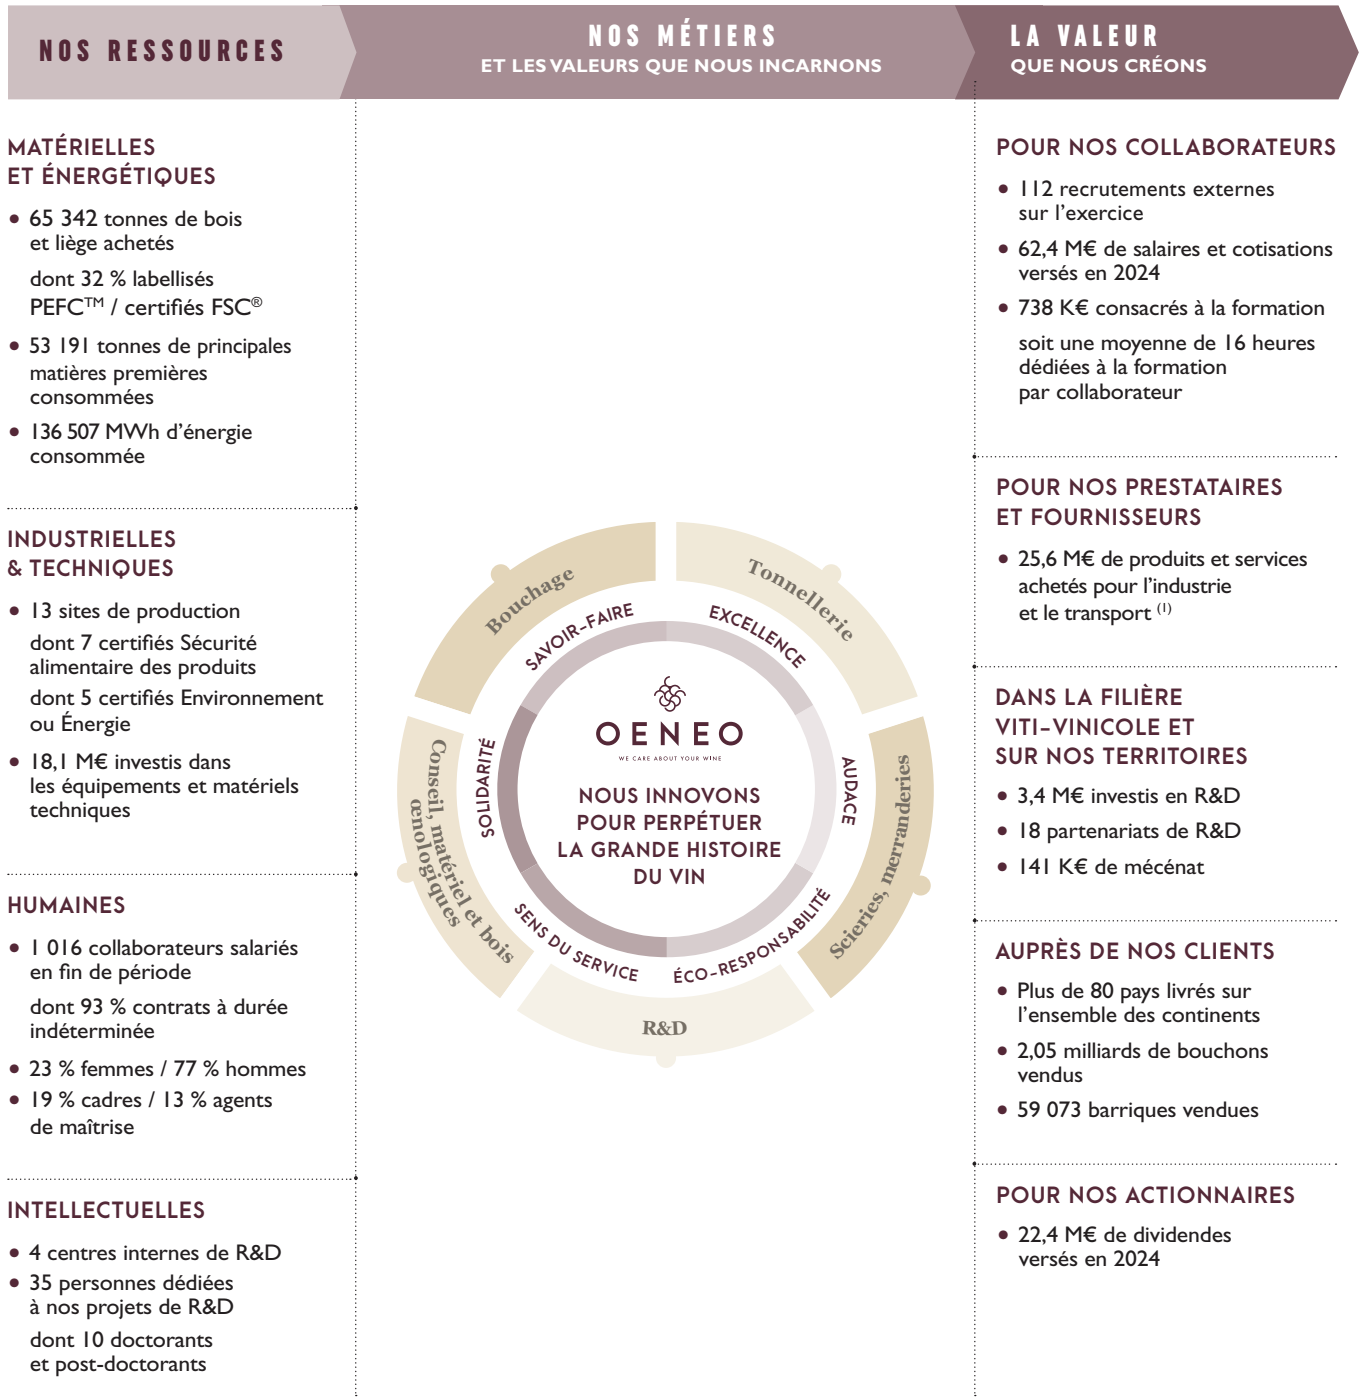 NOS RESSOURCES
MATÉRIELLES
ET ÉNERGÉTIQUES
• 65 342 tonnes de bois
et liège achetés
dont 32 % labellisés
PEFC™ / certifiés FSC®
• 53 191 tonnes de principales
matières premières
consommées
• 136 507 MWh d’énergie
consommée
INDUSTRIELLES
& TECHNIQUES
• 13 sites de production
dont 7 certifiés Sécurité
alimentaire des produits
dont 5 certifiés Environnement
ou Énergie
• 18,1 M€ investis dans
les équipements et matériels
techniques
HUMAINES
• 1 016 collaborateurs salariés
en fin de période
dont 93 % contrats à durée
indéterminée
• 23 % femmes / 77 % hommes
• 19 % cadres / 13 % agents
de maîtrise
INTELLECTUELLES
• 4 centres internes de R&D
• 35 personnes dédiées
à nos projets de R&D
dont 10 doctorants
et post-doctorants
NOS MÉTIERS
ET LES VALEURS QUE NOUS INCARNONS
Bouchage
Tonnellerie
Scieries, merranderies
R&D
Conseil, matériel et bois
œnologiques
SAVOIR-FAIRE
EXCELLENCE
AUDACE
ÉCO-RESPONSABILITÉ
SENS DU SERVICE
SOLIDARITÉ
OENEO
WE CARE ABOUT YOUR WINE
NOUS INNOVONS
POUR PERPÉTUER
LA GRANDE HISTOIRE
DU VIN
LA VALEUR
QUE NOUS CRÉONS
POUR NOS COLLABORATEURS
• 112 recrutements externes
sur l’exercice
• 62,4 M€ de salaires et cotisations
versés en 2024
• 738 K€ consacrés à la formation
soit une moyenne de 16 heures
dédiées à la formation
par collaborateur
POUR NOS PRESTATAIRES
ET FOURNISSEURS
• 25,6 M€ de produits et services
achetés pour l’industrie
et le transport (1)
DANS LA FILIÈRE
VITI-VINICOLE ET
SUR NOS TERRITOIRES
• 3,4 M€ investis en R&D
• 18 partenariats de R&D
• 141 K€ de mécénat
AUPRÈS DE NOS CLIENTS
• Plus de 80 pays livrés sur
l’ensemble des continents
• 2,05 milliards de bouchons
vendus
• 59 073 barriques vendues
POUR NOS ACTIONNAIRES
• 22,4 M€ de dividendes
versés en 2024